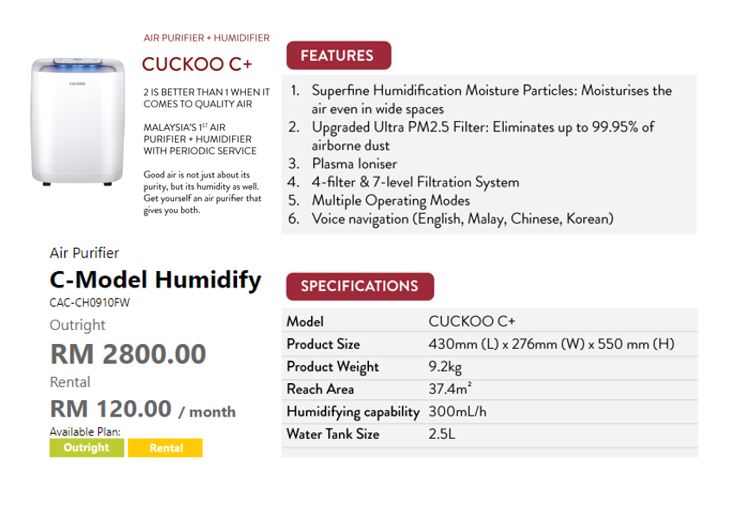 AIR PURIFIER + HUMIDIFIER
CUCKOO C+
2 IS BETTER THAN 1 WHEN IT
COMES TO QUALITY AIR
MALAYSIA'S 1ST AIR
PURIFIER + HUMIDIFIER
WITH PERIODIC SERVICE
Good air is not just about its
purity, but its humidity as well.
Get yourself an air purifier that
gives you both.
CUCKOO
Air Purifier
C-Model Humidify
CAC-CH0910FW
Outright
RM 2800.00
Rental
RM 120.00 / month
Available Plan:
Outright Rental
FEATURES
1. Superfine Humidification Moisture Particles: Moisturises the
air even in wide spaces
2. Upgraded Ultra PM2.5 Filter: Eliminates up to 99.95% of
airborne dust
3. Plasma Ioniser
4. 4-filter & 7-level Filtration System
5. Multiple Operating Modes
6. Voice navigation (English, Malay, Chinese, Korean)
SPECIFICATIONS
Model CUCKOO C+
Product Size 430mm (L) x 276mm (W) x 550 mm (H)
Product Weight 9.2kg
Reach Area 37.4m²
Humidifying capability 300mL/h
Water Tank Size 2.5L